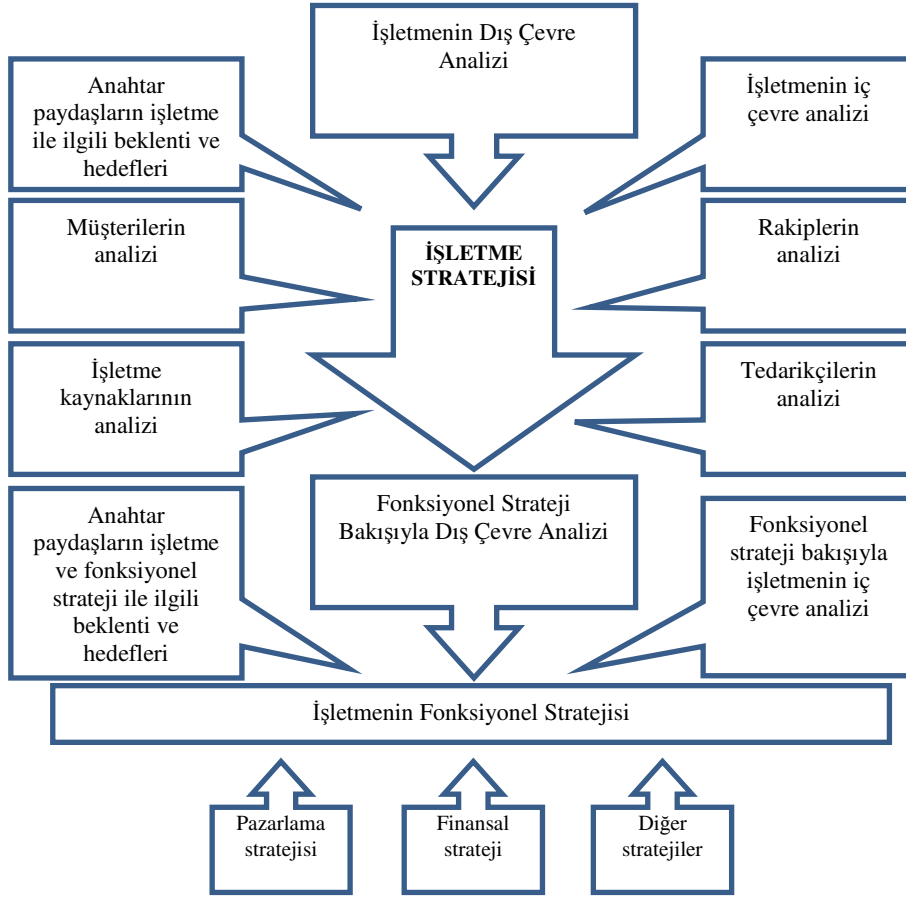 İşletmenin Dış Çevre
Analizi
Anahtar
paydaşların işletme
ile ilgili beklenti ve
hedefleri
İşletmenin iç
çevre analizi
Müşterilerin
analizi
İŞLETME
STRATEJİSİ
Rakiplerin
analizi
İşletme
kaynaklarının
analizi
Tedarikçilerin
analizi
Anahtar
paydaşların işletme
ve fonksiyonel
strateji ile ilgili
beklenti ve
hedefleri
Fonksiyonel Strateji
Bakışıyla Dış Çevre Analizi
Fonksiyonel
strateji bakışıyla
işletmenin iç
çevre analizi
İşletmenin Fonksiyonel Stratejisi
Pazarlama
stratejisi
Finansal
strateji
Diğer
stratejiler